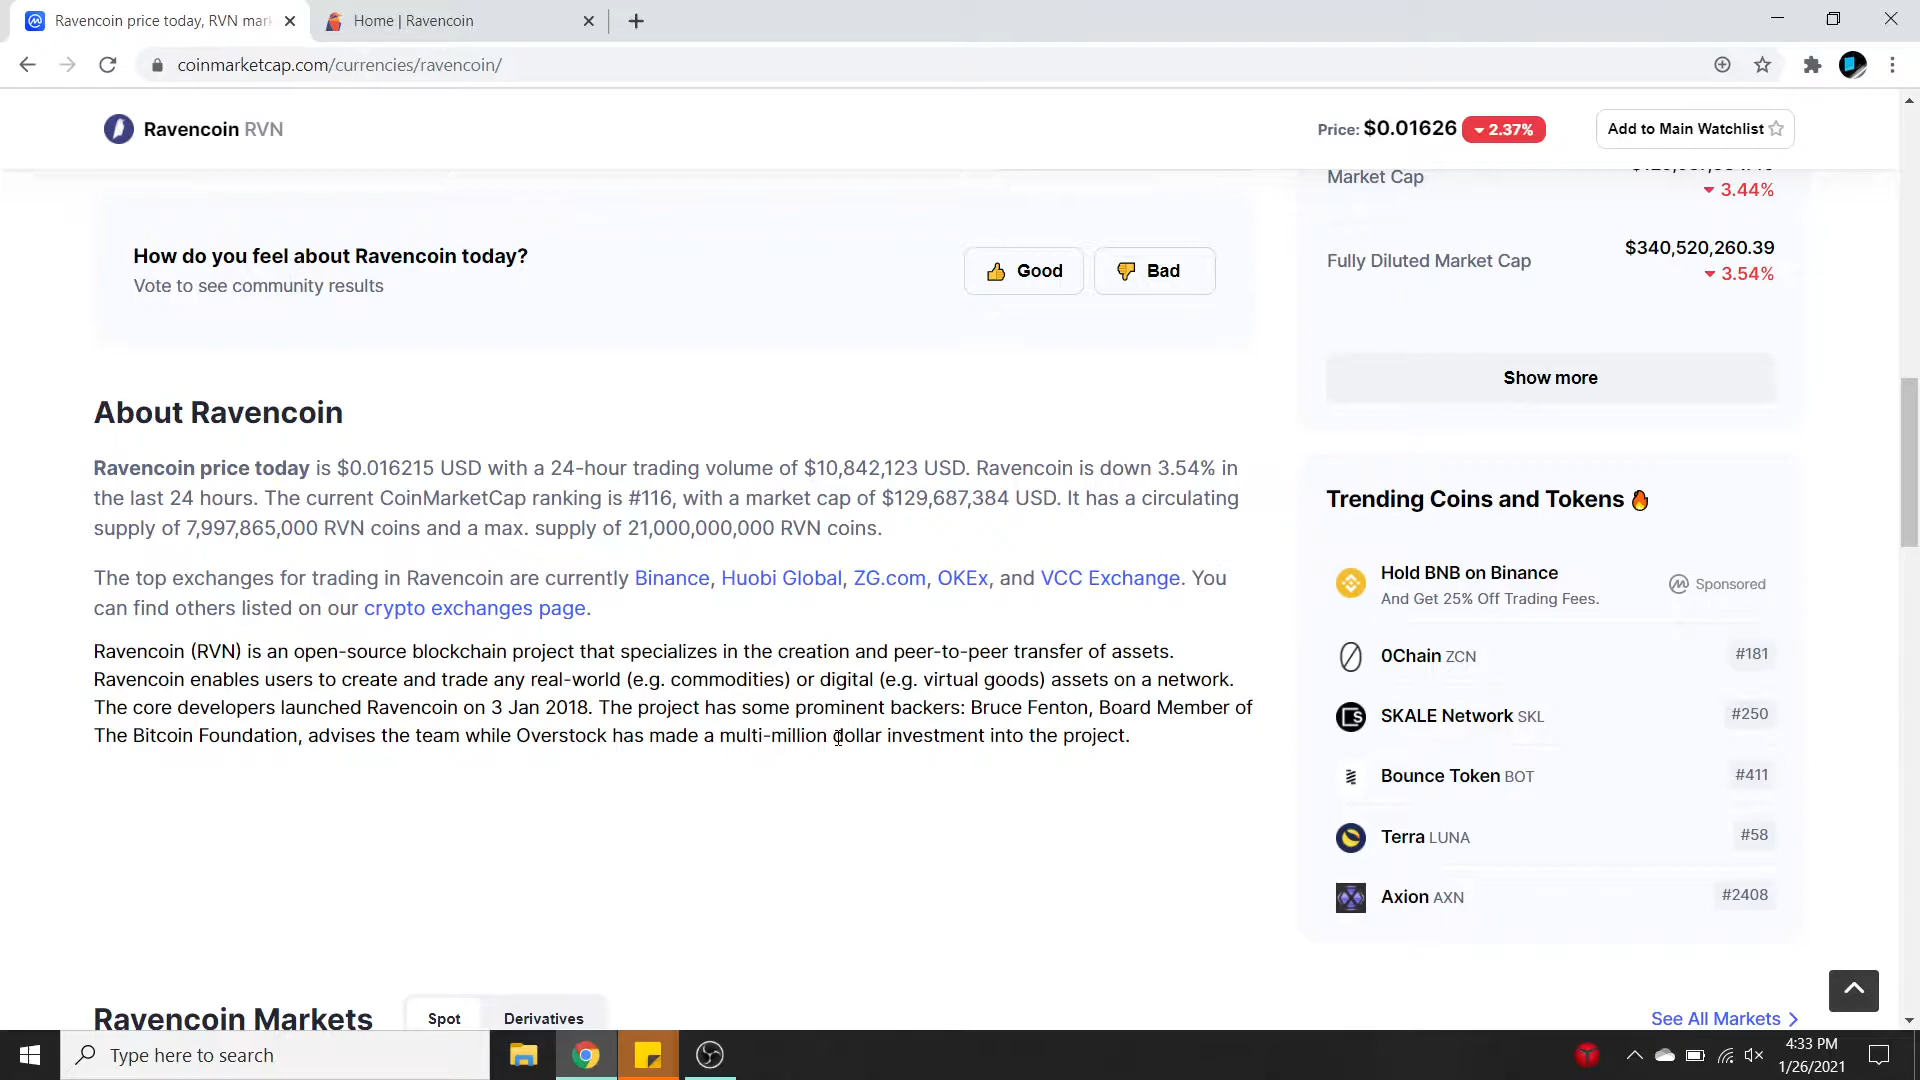 Ravencoin price today, RVN mar
Home | Ravencoin
coinmarketcap.com/currencies/ravencoin/
Ravencoin RVN
Price: $0.01626 2.37%
Add to Main Watchlist
Market Cap
3.44%
How do you feel about Ravencoin today?
Vote to see community results
Good
Bad
Fully Diluted Market Cap
$340,520,260.39
3.54%
Show more
About Ravencoin
Ravencoin price today is $0.016215 USD with a 24-hour trading volume of $10,842,123 USD. Ravencoin is down 3.54% in
the last 24 hours. The current CoinMarketCap ranking is #116, with a market cap of $129,687,384 USD. It has a circulating
supply of 7,997,865,000 RVN coins and a max. supply of 21,000,000,000 RVN coins.
The top exchanges for trading in Ravencoin are currently Binance, Huobi Global, ZG.com, OKEx, and VCC Exchange. You
can find others listed on our crypto exchanges page.
Ravencoin (RVN) is an open-source blockchain project that specializes in the creation and peer-to-peer transfer of assets.
Ravencoin enables users to create and trade any real-world (e.g. commodities) or digital (e.g. virtual goods) assets on a network.
The core developers launched Ravencoin on 3 Jan 2018. The project has some prominent backers: Bruce Fenton, Board Member of
The Bitcoin Foundation, advises the team while Overstock has made a multi-million dollar investment into the project.
Trending Coins and Tokens
Hold BNB on Binance
And Get 25% Off Trading Fees.
Sponsored
0Chain ZCN
#181
SKALE Network SKL
#250
Bounce Token BOT
#411
Terra LUNA
#58
Axion AXN
#2408
Ravencoin Markets
Spot
Derivatives
See All Markets
Type here to search
4:33 PM
1/26/2021